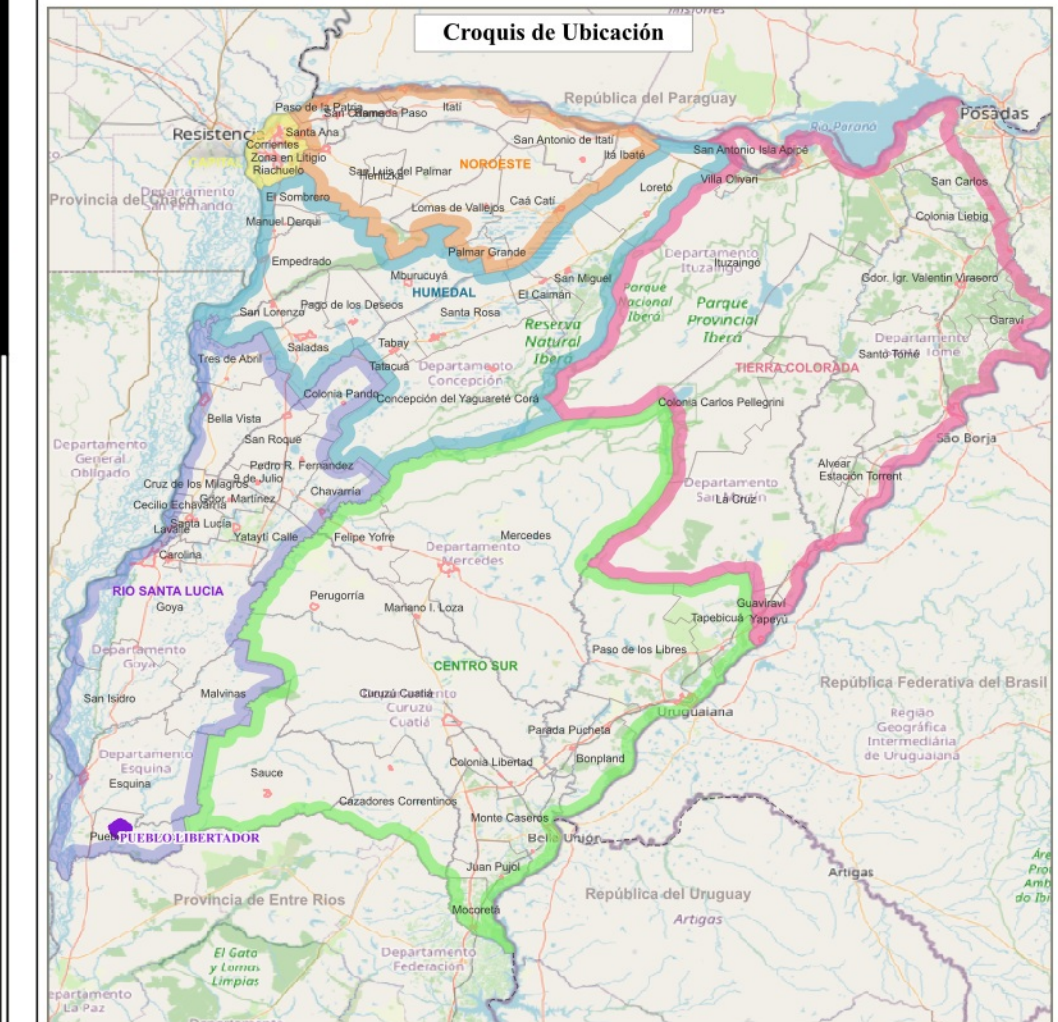 Misiones
Croquis de Ubicación
República del Paraguay
Paso de la Patria
Itatí
Posadas
Resistencia
Santa Ana
Corrientes
Zona en Litigio
Riachuelo
San Antonio de Itatí
Itá Ibaté
NOROESTE
Río Paraná
San Antonio Isla Apipé
San Luis del Palmar
Herlitzka
Villa Olivari
San Carlos
Loreto
Departamento
San Fernando
Provincia del Chaco
El Sombrero
Caá Catí
Lomas de Vallejos
Manuel Derqui
Colonia Liebig
Palmar Grande
Empedrado
Departamento
Ituzaingó
Ituzaingó
Mburucuyá
San Miguel
Gdor. Igr. Valentin Virasoro
HUMEDAL
El Caimán
Parque
Nacional
Iberá
Parque
Provincial
Iberá
Pago de los Deseos
San Lorenzo
Santa Rosa
Garaví
Reserva
Natural
Iberá
Saladas
Tabay
Departamento
Santo Tomé
Tres de Abril
Tatacuá
Departamento
Concepción
TIERRA COLORADA
Colonia Pando
Concepción del Yaguareté Corá
Colonia Carlos Pellegrini
Bella Vista
San Roque
São Borja
Departamento
General
Obligado
Pedro R. Fernandez
9 de Julio
Cruz de los Milagros
Chavarría
Alvear
Estación Torrent
Gdor. Martínez
Cecilio Echavarría
Departamento
La Cruz
Santa Lucía
Lavalle
Yataytí Calle
Felipe Yofre
Mercedes
Departamento
Mercedes
Carolina
RIO SANTA LUCIA
Goya
Perugorría
Mariano I. Loza
Guaviraví
Tapebicuá
Yapeyú
Departamento
Goya
Paso de los Libres
CENTRO SUR
República Federativa del Brasil
San Isidro
Malvinas
Curuzú Cuatiá
Curuzú
Cuatiá
Uruguaiana
Região
Geográfica
Intermediária
de Uruguaiana
Parada Pucheta
Departamento
Esquina
Esquina
Sauce
Colonia Libertad
Bonpland
Cazadores Correntinos
Monte Caseros
PUEBLO LIBERTADOR
Bella Unión
Juan Pujol
Artigas
Provincia de Entre Rios
República del Uruguay
Mocoretá
Artigas
El Gato
y Lomas
Limpias
Departamento
Federación
La Paz